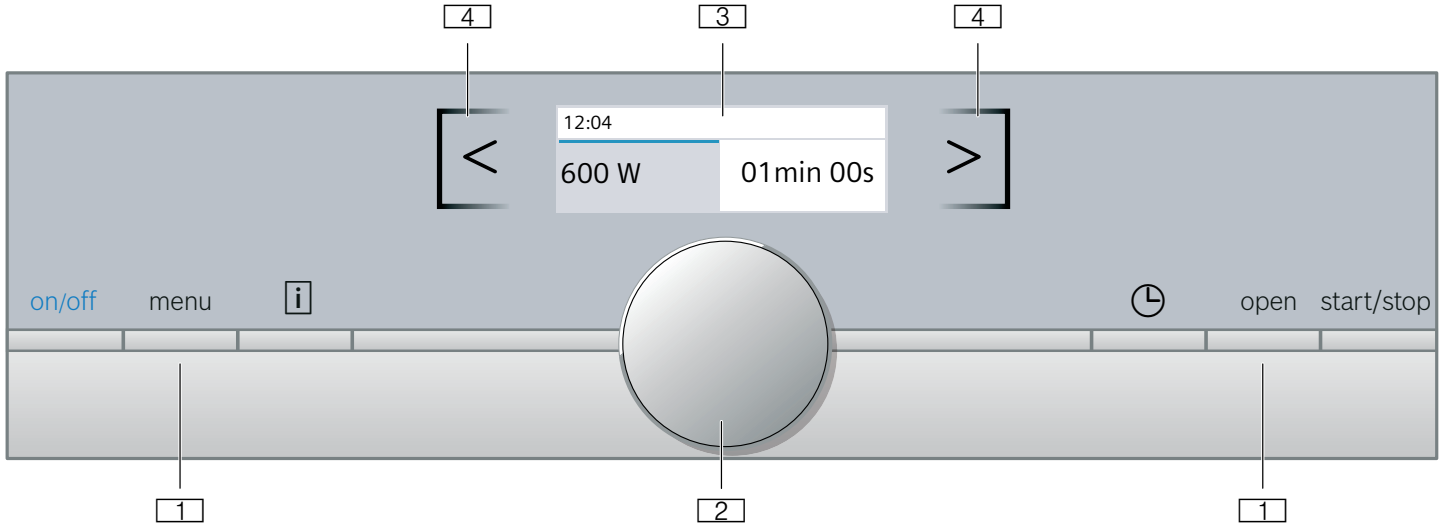 4 3 4
12:04
< 600 W 01min 00s >
on/off menu i open start/stop
1 2 1